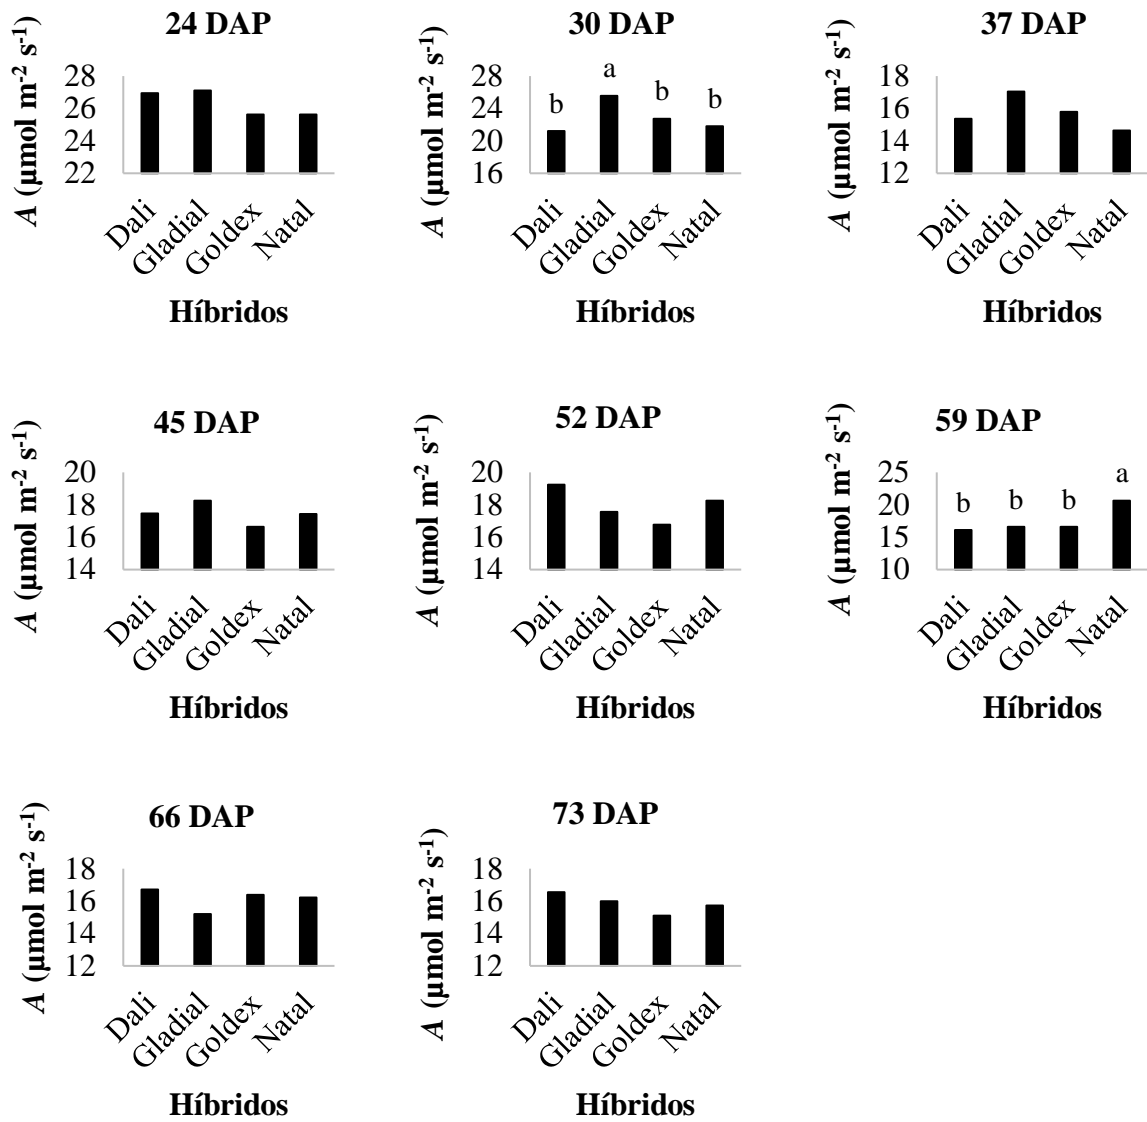 24 DAP
A (µmol m-2 s-1)
28
26
24
22
Dali
Gladial
Goldex
Natal
Híbridos
30 DAP
A (µmol m-2 s-1)
28
24
20
16
b
a
b
b
Dali
Gladial
Goldex
Natal
Híbridos
37 DAP
A (µmol m-2 s-1)
18
16
14
12
Dali
Gladial
Goldex
Natal
Híbridos
45 DAP
A (µmol m-2 s-1)
20
18
16
14
Dali
Gladial
Goldex
Natal
Híbridos
52 DAP
A (µmol m-2 s-1)
20
18
16
14
Dali
Gladial
Goldex
Natal
Híbridos
59 DAP
A (µmol m-2 s-1)
25
20
15
10
b
b
b
a
Dali
Gladial
Goldex
Natal
Híbridos
66 DAP
A (µmol m-2 s-1)
18
16
14
12
Dali
Gladial
Goldex
Natal
Híbridos
73 DAP
A (µmol m-2 s-1)
18
16
14
12
Dali
Gladial
Goldex
Natal
Híbridos